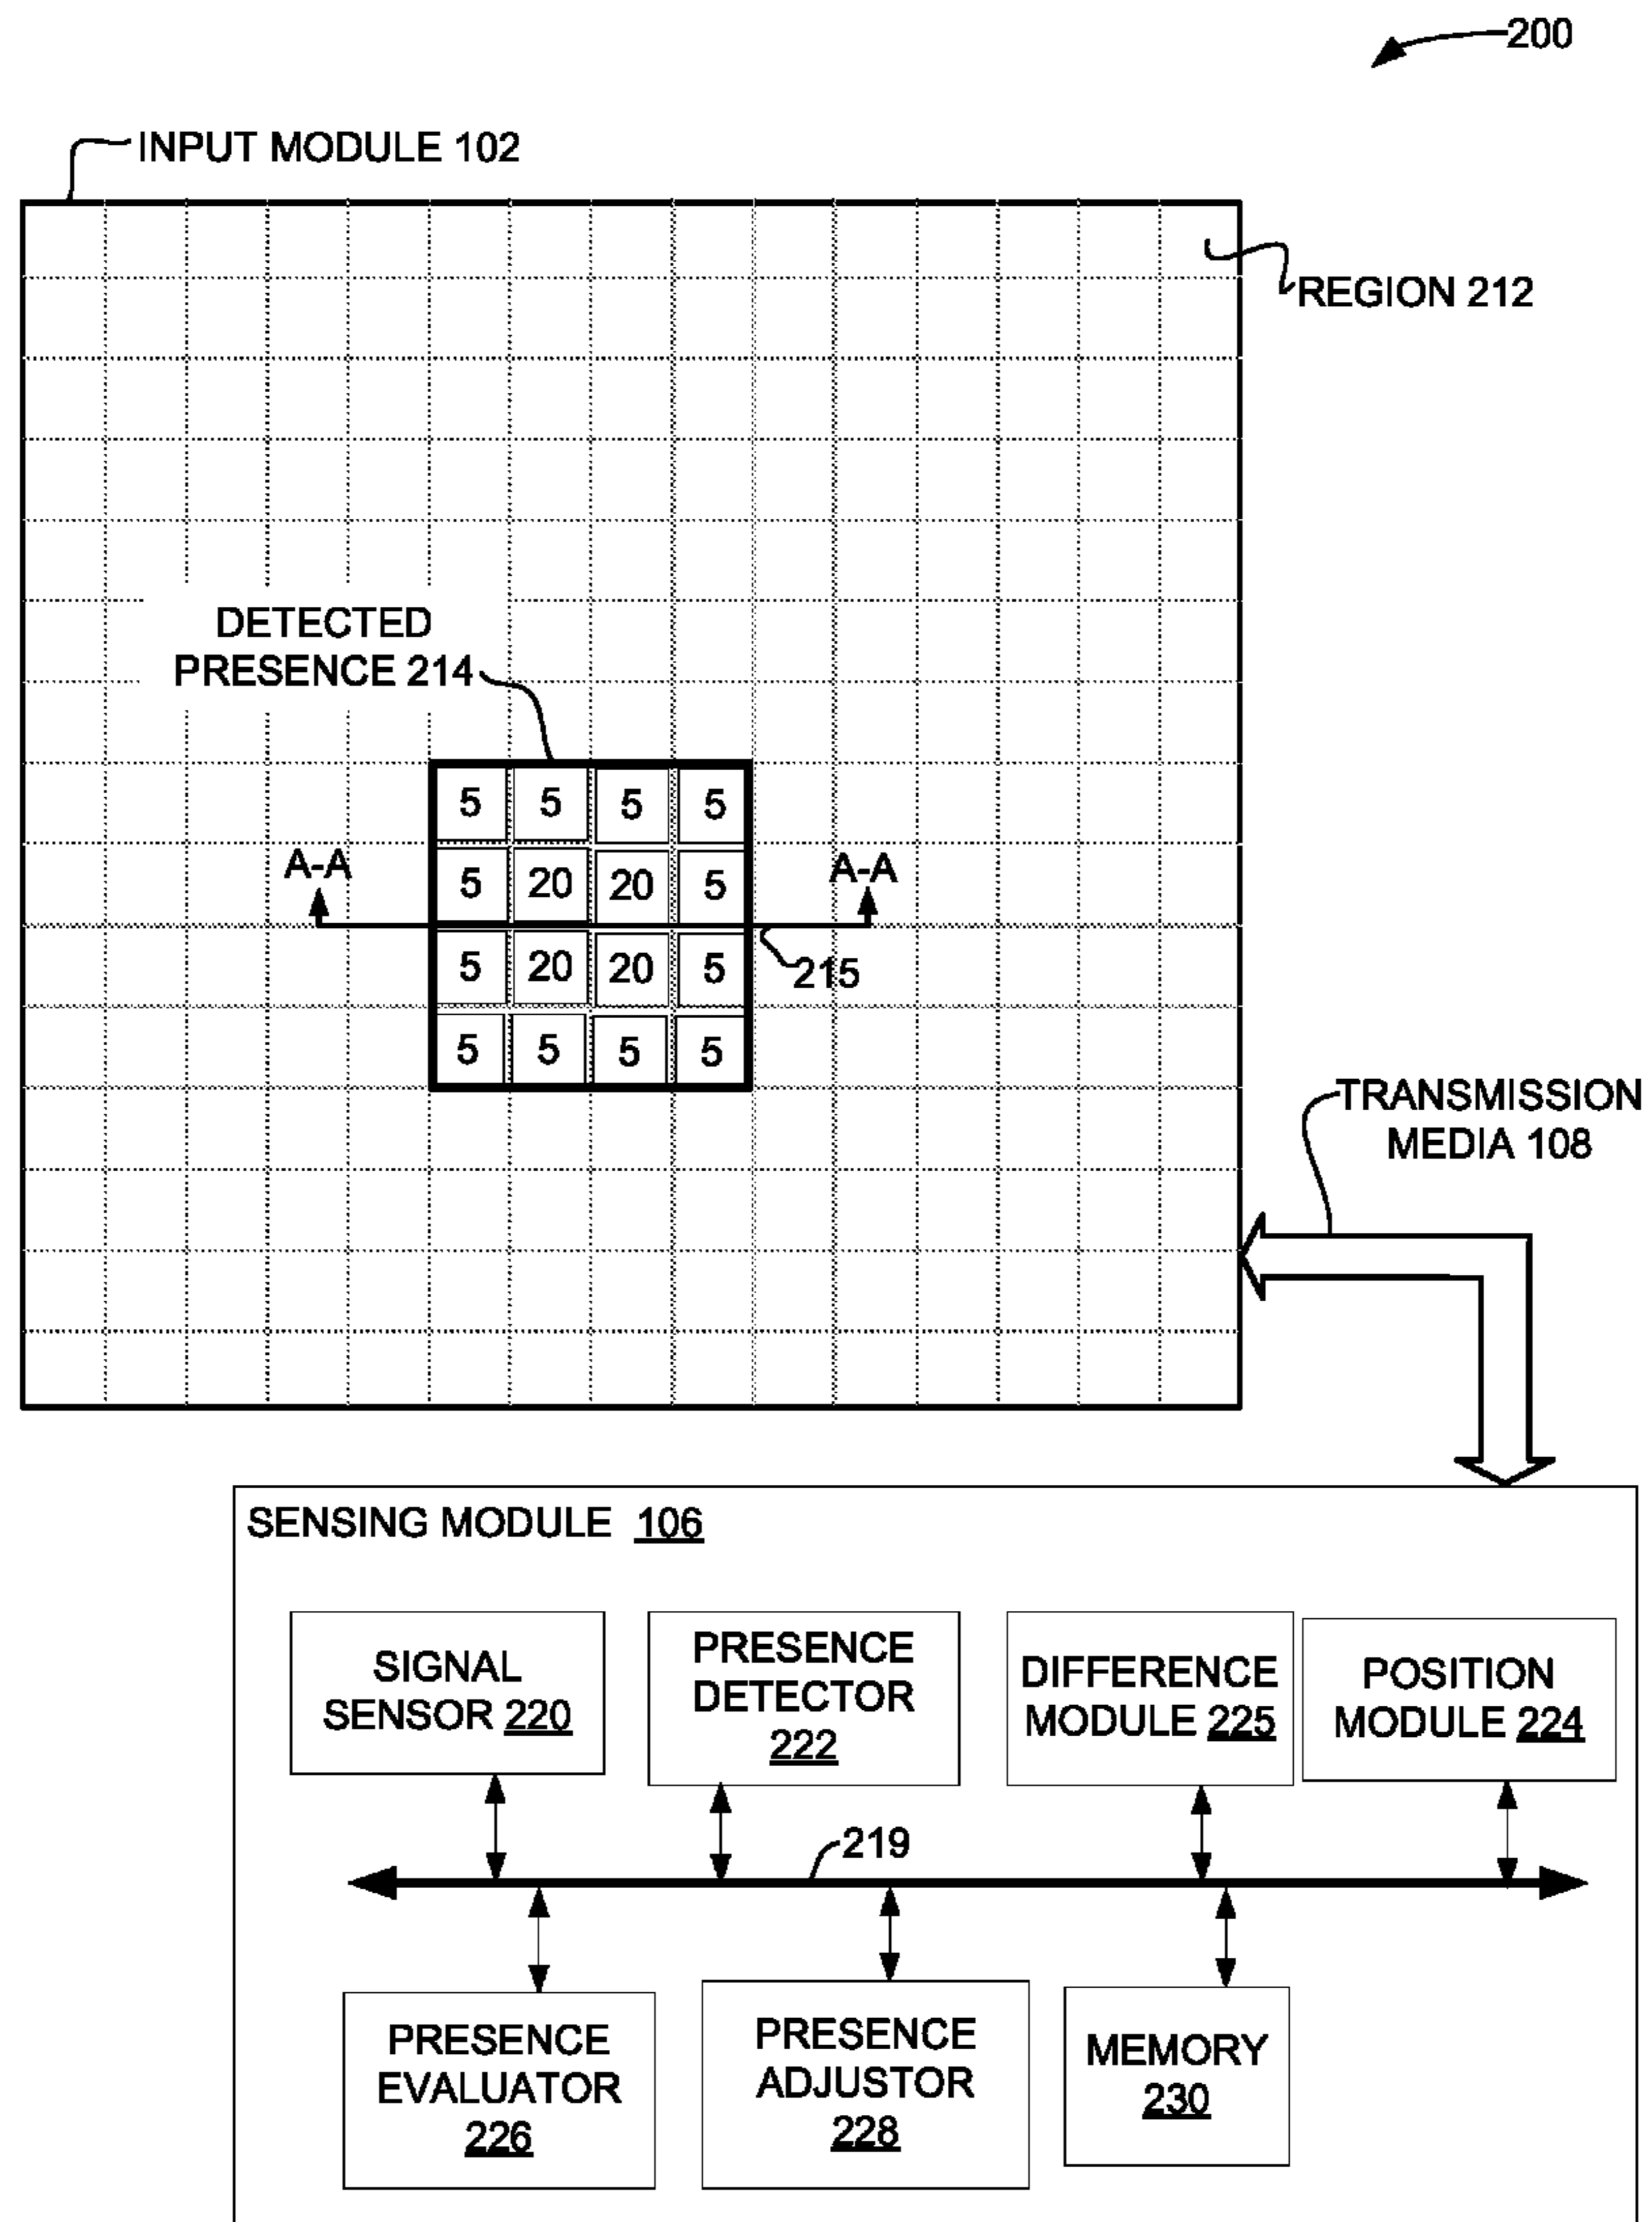 200
INPUT MODULE 102
REGION 212
DETECTED
PRESENCE 214
5 5 5 5
A-A 5 20 20 5 A-A
5 20 20 5 215
5 5 5 5
TRANSMISSION
MEDIA 108
SENSING MODULE 106
SIGNAL
SENSOR 220
PRESENCE
DETECTOR
222
DIFFERENCE
MODULE 225
POSITION
MODULE 224
219
PRESENCE
EVALUATOR
226
PRESENCE
ADJUSTOR
228
MEMORY
230